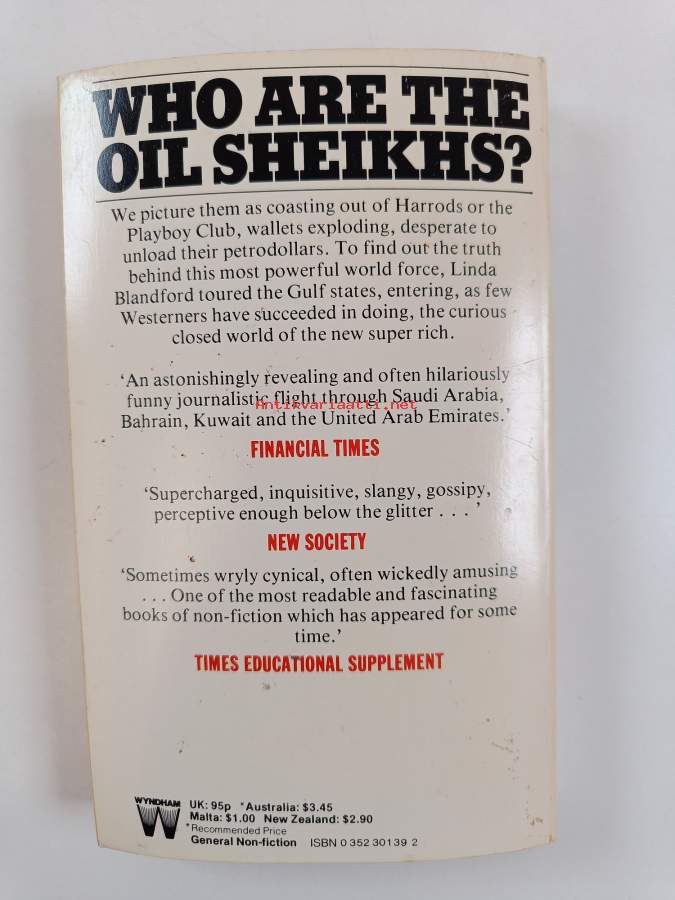 WHO ARE THE
OIL SHEIKHS?
We picture them as coasting out of Harrods or the
Playboy Club, wallets exploding, desperate to
unload their petrodollars. To find out the truth
behind this most powerful world force, Linda
Blandford toured the Gulf states, entering, as few
Westerners have succeeded in doing, the curious
closed world of the new super rich.
‘An astonishingly revealing and often hilariously
funny journalistic flight through Saudi Arabia,
Antikvariaatti.net
Bahrain, Kuwait and the United Arab Emirates.’
FINANCIAL TIMES
‘Supercharged, inquisitive, slangy, gossipy,
perceptive enough below the glitter . . . ’
NEW SOCIETY
‘Sometimes wryly cynical, often wickedly amusing
. . . One of the most readable and fascinating
books of non-fiction which has appeared for some
time.’
TIMES EDUCATIONAL SUPPLEMENT
WYNDHAM
W
UK: 95p *Australia: $3.45
Malta: $1.00 New Zealand: $2.90
*Recommended Price
General Non-fiction ISBN 0 352 30139 2